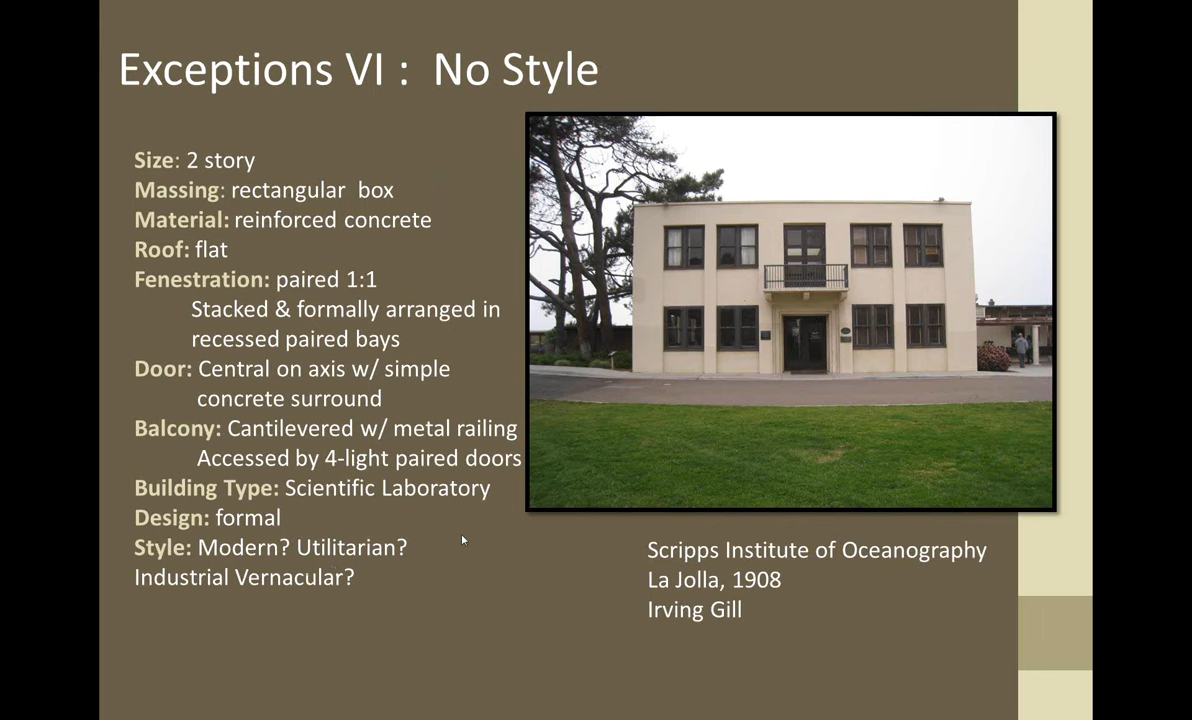 Exceptions VI :  No Style
Size: 2 story
Massing: rectangular  box
Material: reinforced concrete
Roof: flat
Fenestration: paired 1:1
Stacked & formally arranged in
recessed paired bays
Door: Central on axis w/ simple
concrete surround
Balcony: Cantilevered w/ metal railing
Accessed by 4-light paired doors
Building Type: Scientific Laboratory
Design: formal
Style: Modern? Utilitarian?
Industrial Vernacular?
Scripps Institute of Oceanography
La Jolla, 1908
Irving Gill